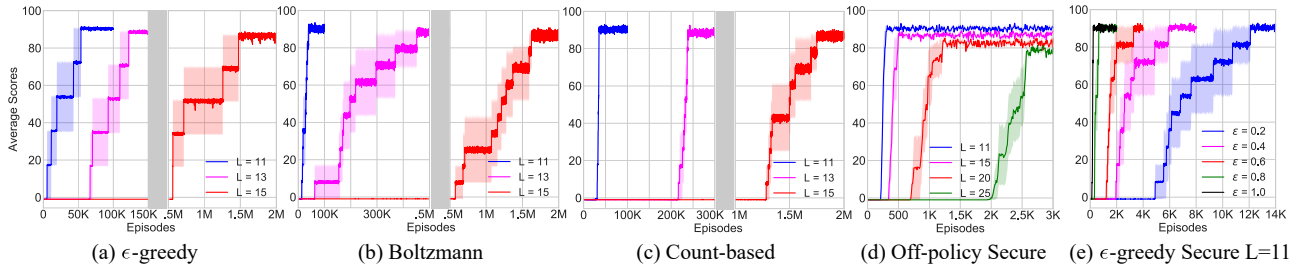 Average Scores
100
80
60
40
20
0
0 50K 100K 150K .5M 1M 1.5M 2M
Episodes
L = 11
L = 13
L = 15
(a) ϵ-greedy
100
80
60
40
20
0
0 100K 300K .5M .5M 1M 1.5M 2M
Episodes
L = 11
L = 13
L = 15
(b) Boltzmann
100
80
60
40
20
0
0 100K 200K 300K 1M 1.5M 2M
Episodes
L = 11
L = 13
L = 15
(c) Count-based
100
80
60
40
20
0
0 500 1K 1.5K 2K 2,5K 3K
Episodes
L = 11
L = 15
L = 20
L = 25
(d) Off-policy Secure
100
80
60
40
20
0
0 2K 4K 6K 8K 10K 12K 14K
Episodes
ε = 0.2
ε = 0.4
ε = 0.6
ε = 0.8
ε = 1.0
(e) ϵ-greedy Secure L=11